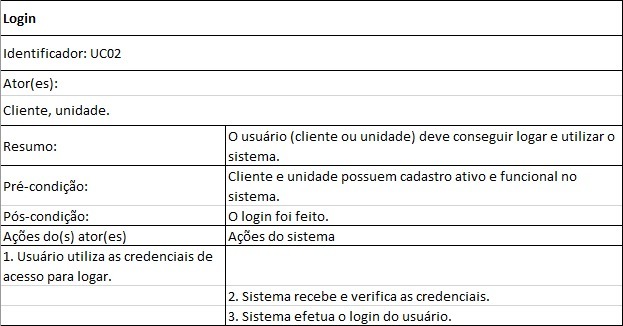 Login
Identificador: UC02
Ator(es):
Cliente, unidade.
Resumo:
O usuário (cliente ou unidade) deve conseguir logar e utilizar o
sistema.
Pré-condição:
Cliente e unidade possuem cadastro ativo e funcional no
sistema.
Pós-condição:
O login foi feito.
Ações do(s) ator(es)
Ações do sistema
1. Usuário utiliza as credenciais de
acesso para logar.
2. Sistema recebe e verifica as credenciais.
3. Sistema efetua o login do usuário.